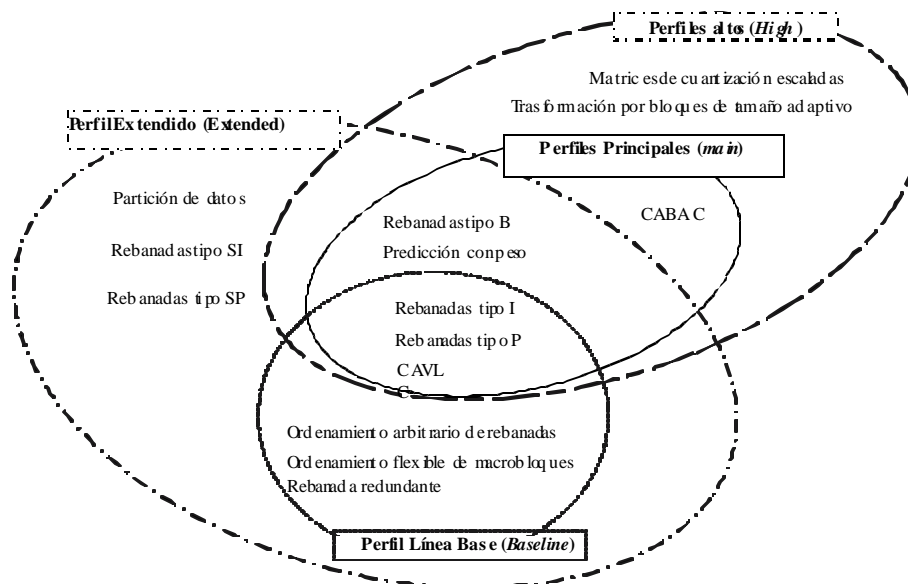 Perfiles altos (High)
Matrices de cuantización escaladas
Trasformación por bloques de tamaño adaptivo
Perfil Extendido (Extended)
Perfiles Principales (main)
Partición de datos
Rebanadas tipo B
CABAC
Rebanadas tipo SI
Predicción con peso
Rebanadas tipo SP
Rebanadas tipo I
Rebanadas tipo P
CAVL
C
Ordenamiento arbitrario de rebanadas
Ordenamiento flexible de macrobloques
Rebanada redundante
Perfil Línea Base (Baseline)